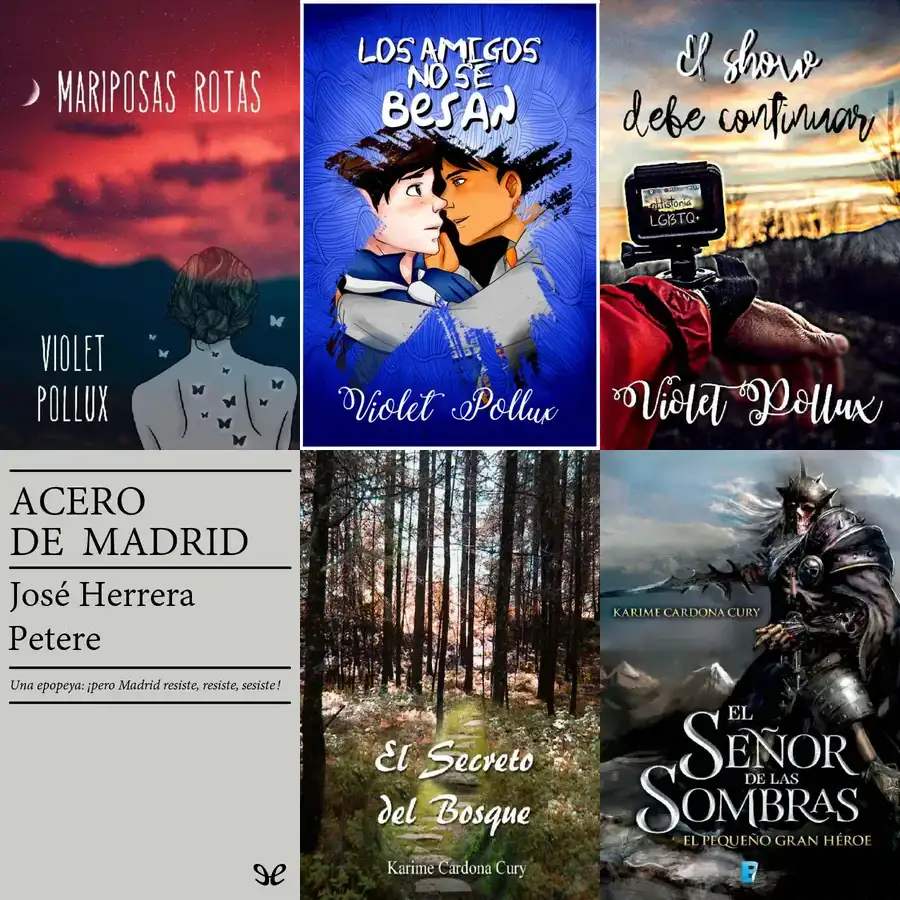 MARIPOSAS ROTAS
VIOLET
POLLUX
LOS AMIGOS
NO SE
BESAN
Violet Pollux
El show
debe continuar
Historia
LGBTQ+
Violet Pollux
ACERO
DE MADRID
José Herrera
Petere
Una epopeya: ¡pero Madrid resiste, resiste, sesiste!
El Secreto
del Bosque
Karime Cardona Cury
KARIME CARDONA CURY
EL
SEÑOR
DE LAS
SOMBRAS
EL PEQUEÑO GRAN HÉROE